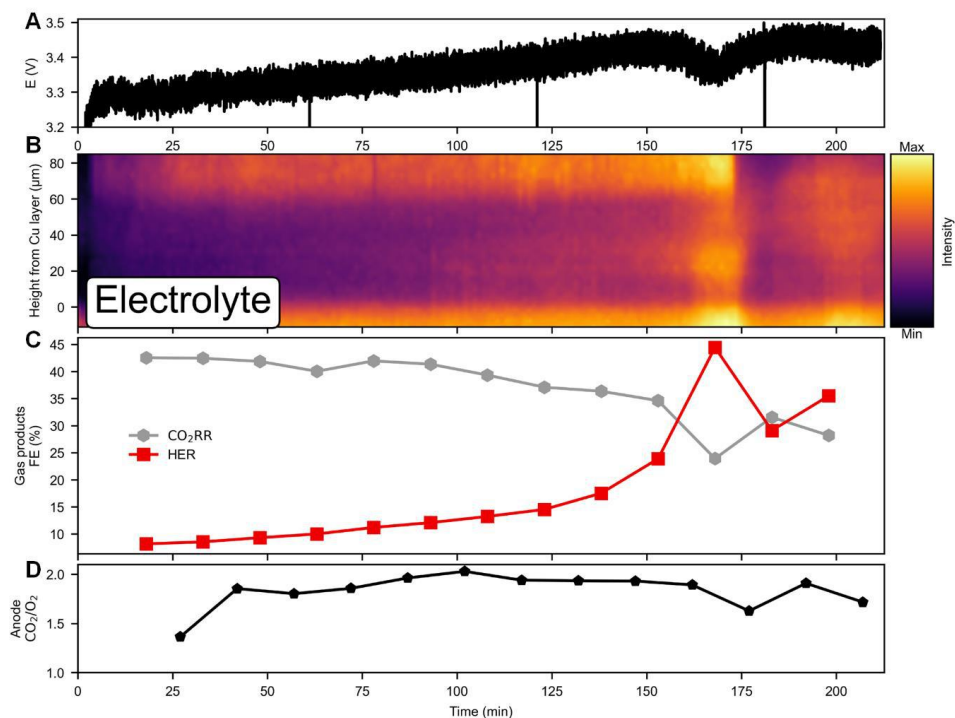 A
E (V)
3.5
3.4
3.3
3.2
0 25 50 75 100 125 150 175 200
B
Height from Cu layer (µm)
80
60
40
20
0
Electrolyte
Max
Intensity
Min
C
Gas products
FE (%)
45
40
35
30
25
20
15
10
CO₂RR
HER
D
Anode
CO₂/O₂
2.0
1.5
1.0
0 25 50 75 100 125 150 175 200
Time (min)